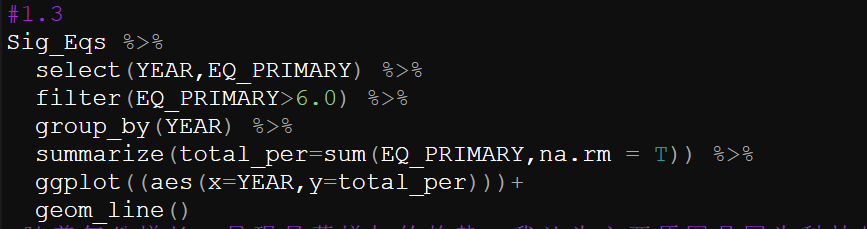 #1.3
Sig_Eqs %>%
  select(YEAR,EQ_PRIMARY) %>%
  filter(EQ_PRIMARY>6.0) %>%
  group_by(YEAR) %>%
  summarize(total_per=sum(EQ_PRIMARY,na.rm = T)) %>%
  ggplot((aes(x=YEAR,y=total_per)))+
  geom_line()